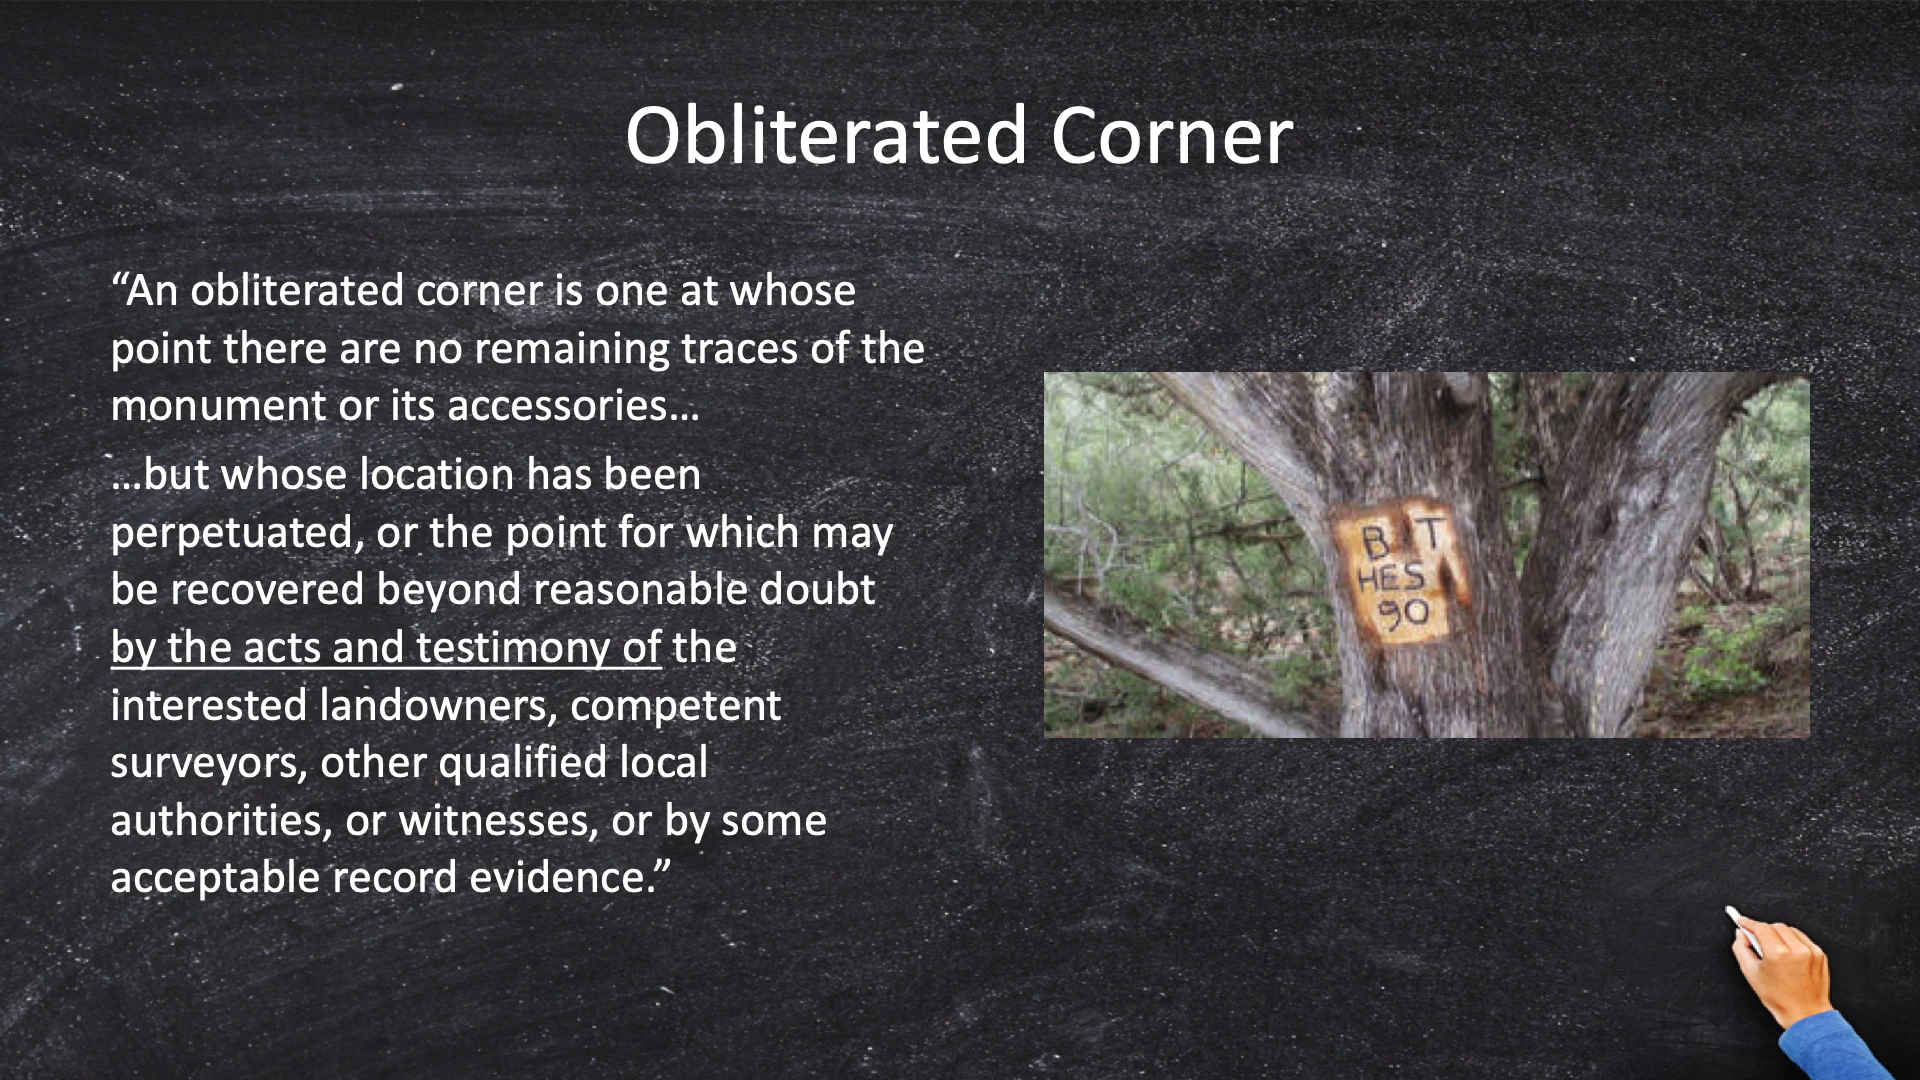 Obliterated Corner
“An obliterated corner is one at whose
point there are no remaining traces of the
monument or its accessories…
…but whose location has been
perpetuated, or the point for which may
be recovered beyond reasonable doubt
by the acts and testimony of the
interested landowners, competent
surveyors, other qualified local
authorities, or witnesses, or by some
acceptable record evidence.”
B T
HES
90